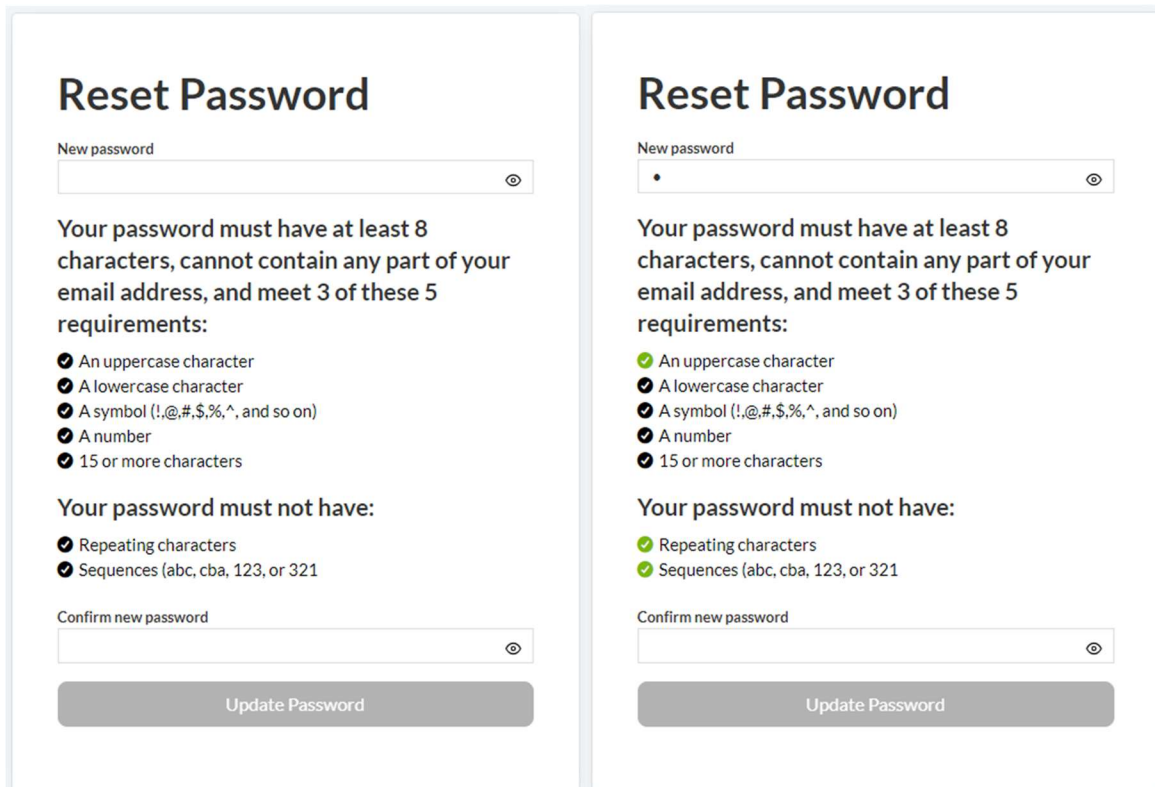 Reset Password
New password
Your password must have at least 8
characters, cannot contain any part of your
email address, and meet 3 of these 5
requirements:
An uppercase character
A lowercase character
A symbol (!,@,#,$,%,^, and so on)
A number
15 or more characters
Your password must not have:
Repeating characters
Sequences (abc, cba, 123, or 321
Confirm new password
Update Password
Reset Password
New password
Your password must have at least 8
characters, cannot contain any part of your
email address, and meet 3 of these 5
requirements:
An uppercase character
A lowercase character
A symbol (!,@,#,$,%,^, and so on)
A number
15 or more characters
Your password must not have:
Repeating characters
Sequences (abc, cba, 123, or 321
Confirm new password
Update Password